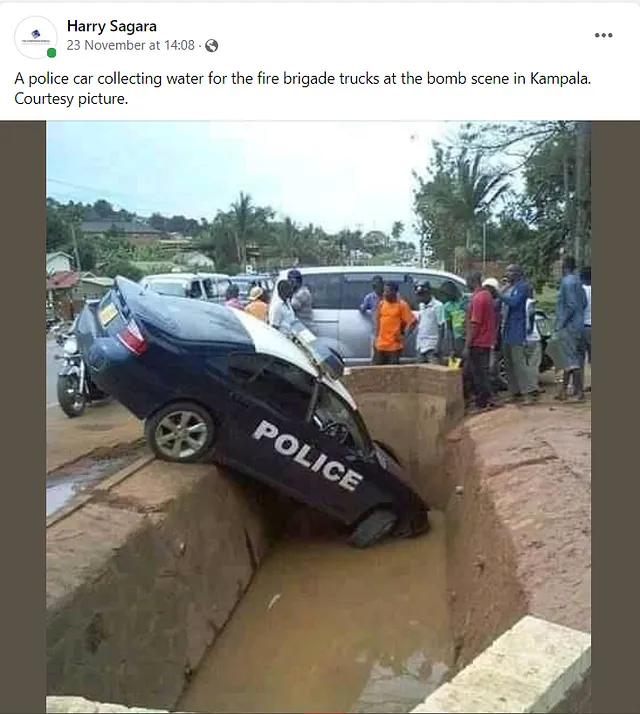 Harry Sagara
23 November at 14:08 ·
A police car collecting water for the fire brigade trucks at the bomb scene in Kampala.
Courtesy picture.
POLICE